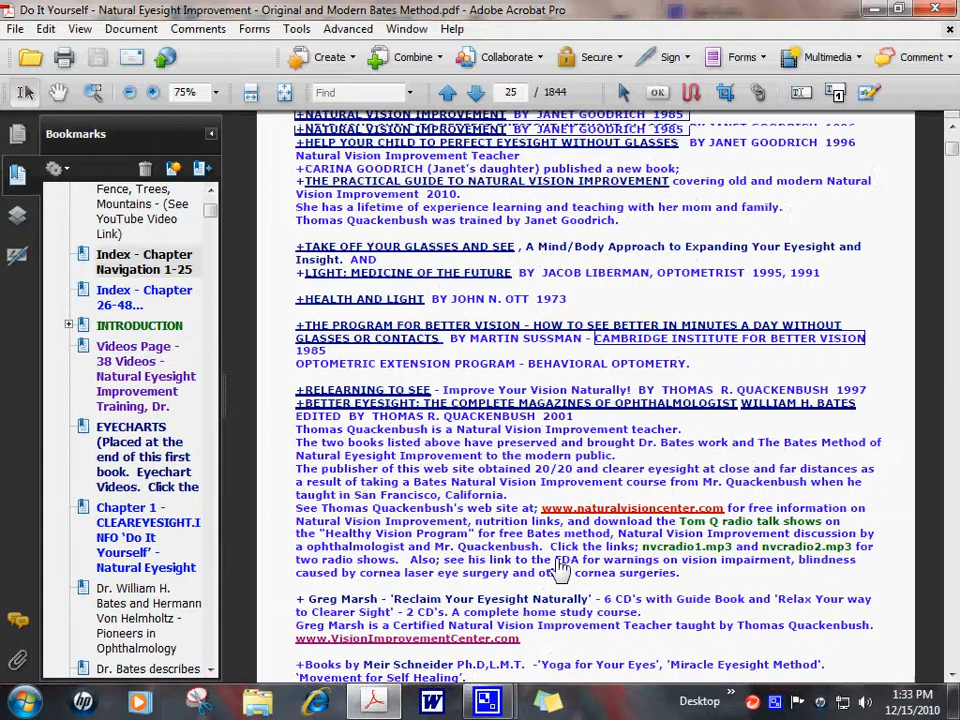 Do It Yourself - Natural Eyesight Improvement - Original and Modern Bates Method.pdf - Adobe Acrobat Pro
File Edit View Document Comments Forms Tools Advanced Window Help
Create Combine Collaborate Secure Sign Forms Multimedia Comment
75% Find 25 / 1844
Bookmarks
Fence, Trees,
Mountains - (See
YouTube Video
Link)
Index - Chapter
Navigation 1-25
Index - Chapter
26-48...
INTRODUCTION
Videos Page -
38 Videos -
Natural Eyesight
Improvement
Training, Dr.
EYECHARTS
(Placed at the
end of this first
book. Eyechart
Videos. Click the
Chapter 1 -
CLEAREYESIGHT.I
NFO ‘Do It
Yourself’ -
Natural Eyesight
Dr. William H.
Bates and Hermann
Von Helmholtz -
Pioneers in
Ophthalmology
Dr. Bates describes
+NATURAL VISION IMPROVEMENT BY JANET GOODRICH 1985
+NATURAL VISION IMPROVEMENT BY JANET GOODRICH 1985
+HELP YOUR CHILD TO PERFECT EYESIGHT WITHOUT GLASSES BY JANET GOODRICH 1996
Natural Vision Improvement Teacher
+CARINA GOODRICH (Janet's daughter) published a new book;
+THE PRACTICAL GUIDE TO NATURAL VISION IMPROVEMENT covering old and modern Natural
Vision Improvement 2010.
She has a lifetime of experience learning and teaching with her mom and family.
Thomas Quackenbush was trained by Janet Goodrich.
+TAKE OFF YOUR GLASSES AND SEE , A Mind/Body Approach to Expanding Your Eyesight and
Insight. AND
+LIGHT: MEDICINE OF THE FUTURE BY JACOB LIBERMAN, OPTOMETRIST 1995, 1991
+HEALTH AND LIGHT BY JOHN N. OTT 1973
+THE PROGRAM FOR BETTER VISION - HOW TO SEE BETTER IN MINUTES A DAY WITHOUT
GLASSES OR CONTACTS BY MARTIN SUSSMAN - CAMBRIDGE INSTITUTE FOR BETTER VISION
1985
OPTOMETRIC EXTENSION PROGRAM - BEHAVIORAL OPTOMETRY.
+RELEARNING TO SEE - Improve Your Vision Naturally! BY THOMAS R. QUACKENBUSH 1997
+BETTER EYESIGHT: THE COMPLETE MAGAZINES OF OPHTHALMOLOGIST WILLIAM H. BATES
EDITED BY THOMAS R. QUACKENBUSH 2001
Thomas Quackenbush is a Natural Vision Improvement teacher.
The two books listed above have preserved and brought Dr. Bates work and The Bates Method of
Natural Eyesight Improvement to the modern public.
The publisher of this web site obtained 20/20 and clearer eyesight at close and far distances as
a result of taking a Bates Natural Vision Improvement course from Mr. Quackenbush when he
taught in San Francisco, California.
See Thomas Quackenbush's web site at; www.naturalvisioncenter.com for free information on
Natural Vision Improvement, nutrition links, and download the Tom Q radio talk shows on
the "Healthy Vision Program" for free Bates method, Natural Vision Improvement discussion by
a ophthalmologist and Mr. Quackenbush. Click the links; nvcradio1.mp3 and nvcradio2.mp3 for
two radio shows. Also; see his link to the FDA for warnings on vision impairment, blindness
caused by cornea laser eye surgery and other cornea surgeries.
+ Greg Marsh - 'Reclaim Your Eyesight Naturally' - 6 CD's with Guide Book and 'Relax Your way
to Clearer Sight' - 2 CD's. A complete home study course.
Greg Marsh is a Certified Natural Vision Improvement Teacher taught by Thomas Quackenbush.
www.VisionImprovementCenter.com
+Books by Meir Schneider Ph.D,L.M.T. -'Yoga for Your Eyes', 'Miracle Eyesight Method'.
‘Movement for Self Healing’.
Desktop
1:33 PM
12/15/2010